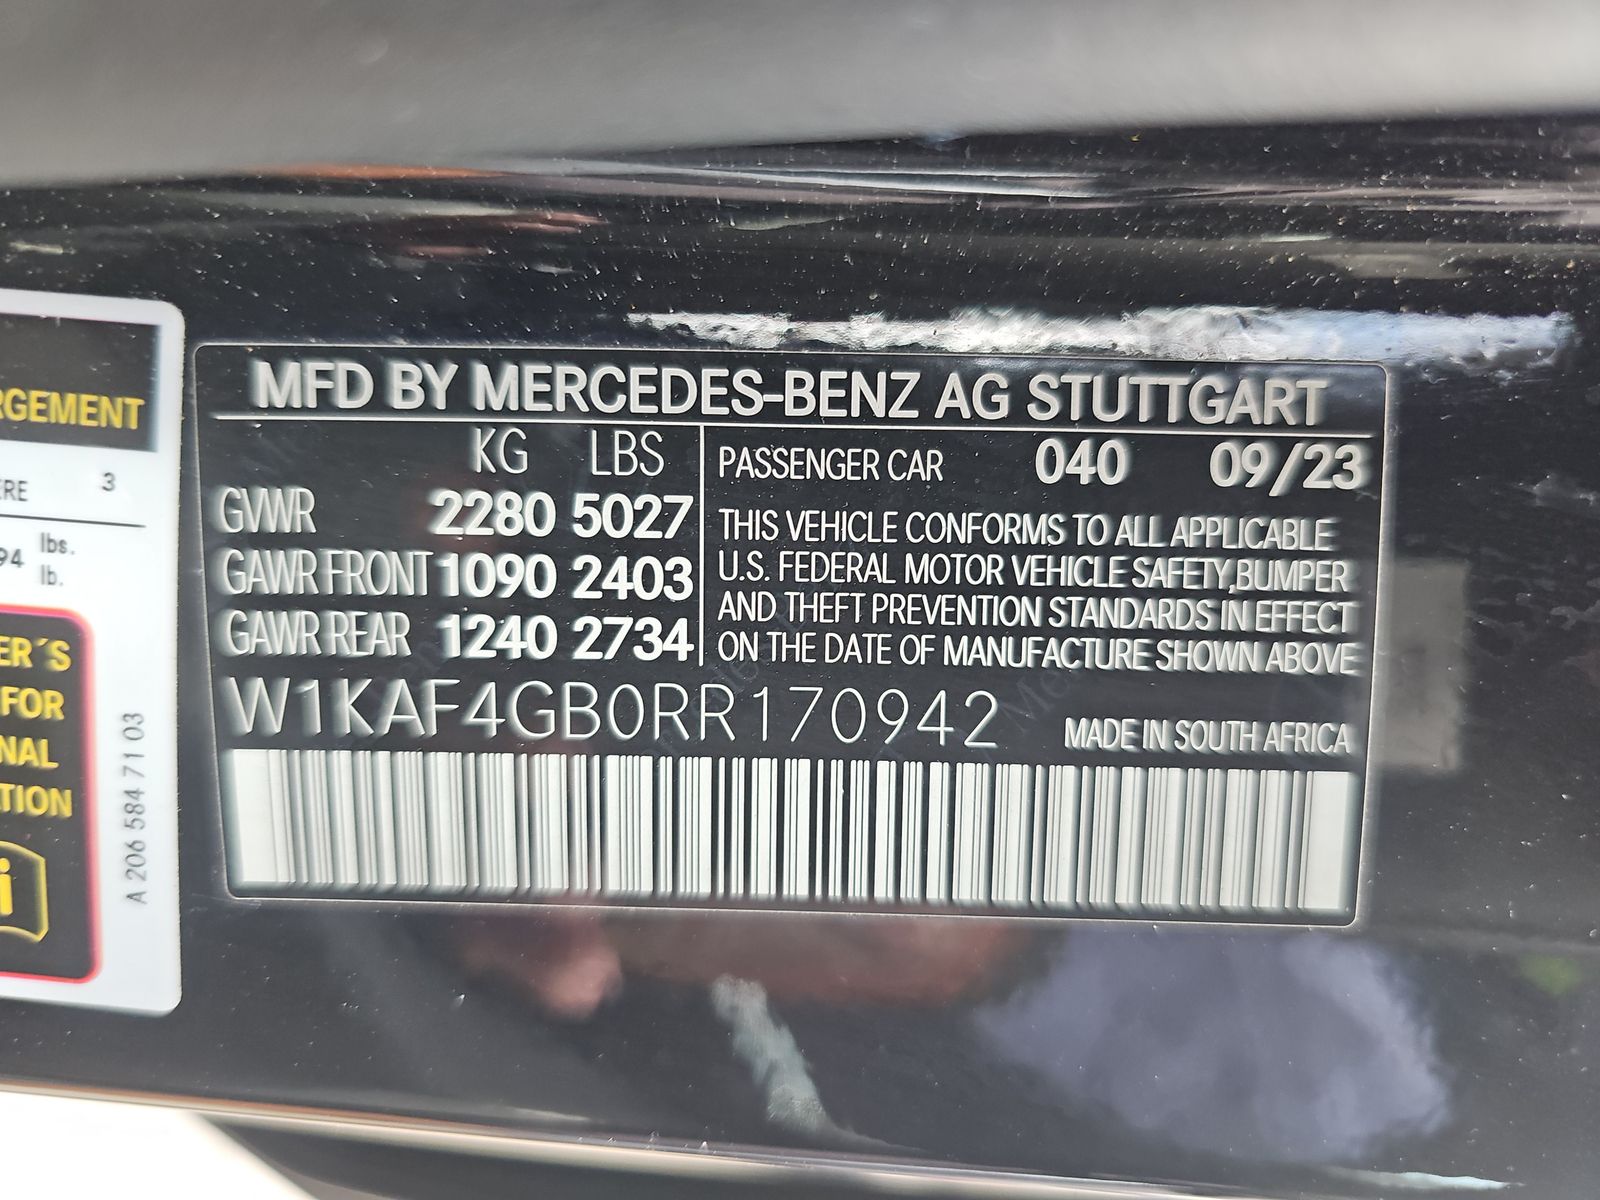 RGEMENT
ERE 3
94 lbs.
lb.
ER´S
FOR
NAL
TION
i
A 206 584 71 03
MFD BY MERCEDES-BENZ AG STUTTGART
KG LBS
GVWR 2280 5027
GAWR FRONT 1090 2403
GAWR REAR 1240 2734
PASSENGER CAR 040 09/23
THIS VEHICLE CONFORMS TO ALL APPLICABLE
U.S. FEDERAL MOTOR VEHICLE SAFETY,BUMPER
AND THEFT PREVENTION STANDARDS IN EFFECT
ON THE DATE OF MANUFACTURE SHOWN ABOVE
W1KAF4GB0RR170942
MADE IN SOUTH AFRICA